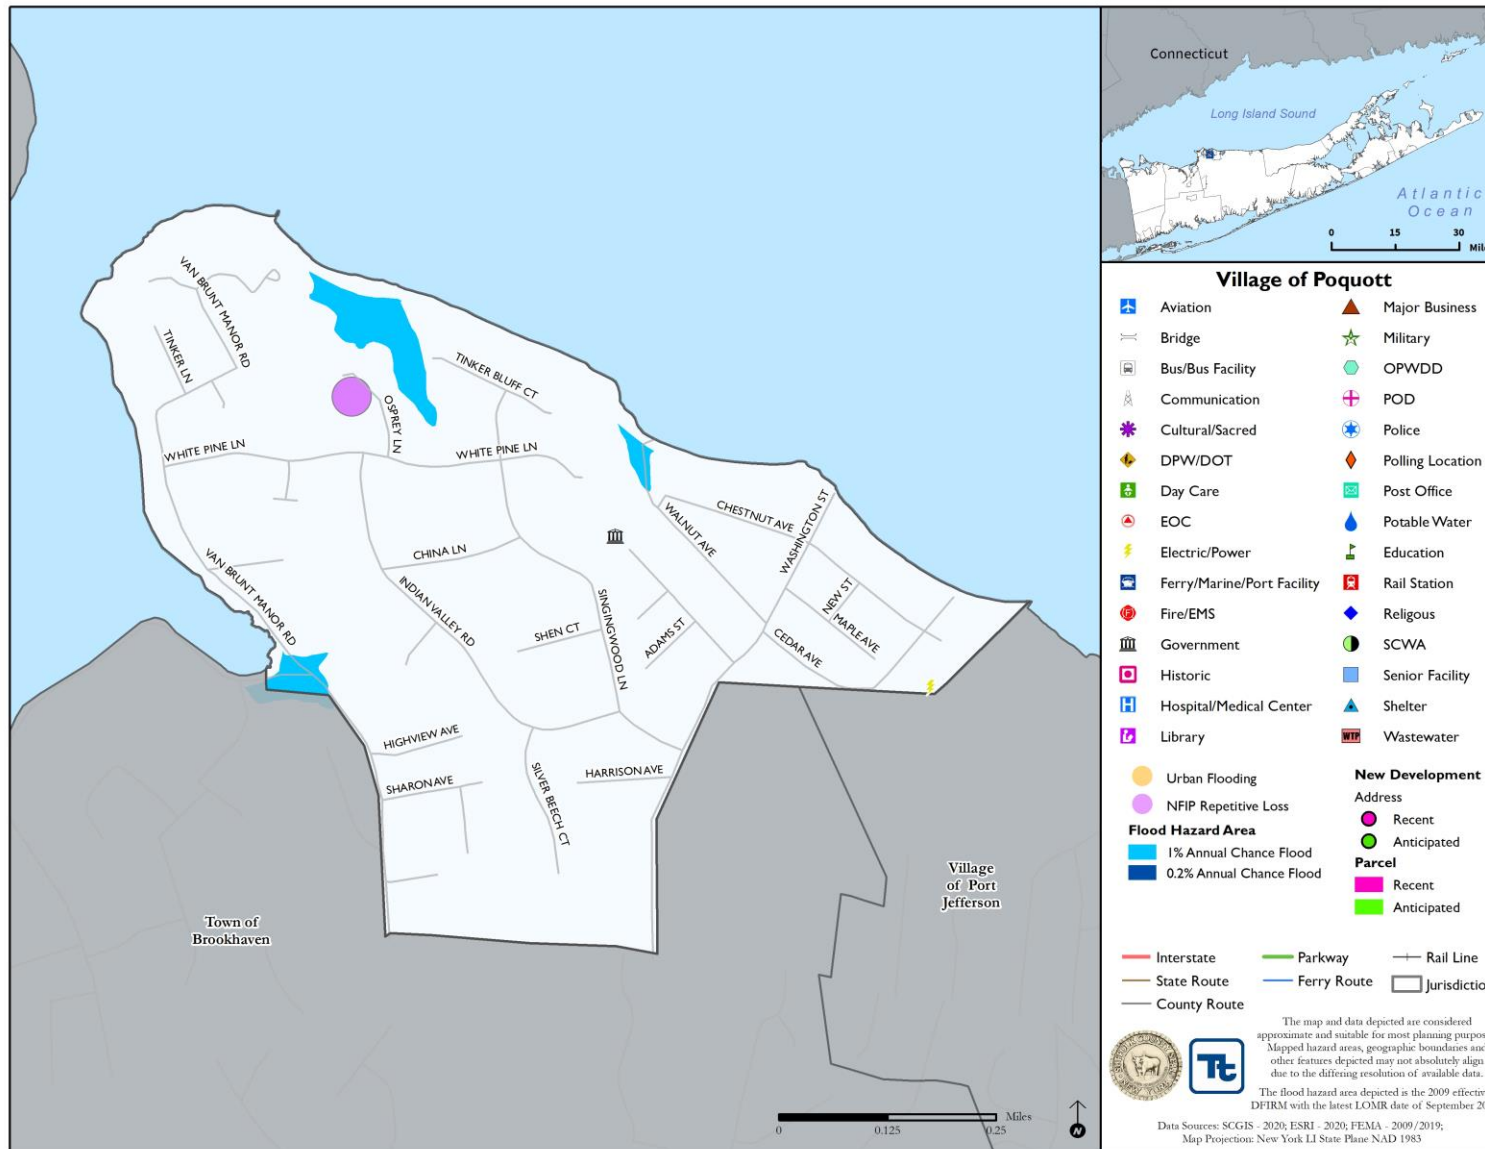 Connecticut
Long Island Sound
Atlantic
Ocean
0 15 30
Mil
Village of Poquott
Aviation
Bridge
Bus/Bus Facility
Communication
Cultural/Sacred
DPW/DOT
Day Care
EOC
Electric/Power
Ferry/Marine/Port Facility
Fire/EMS
Government
Historic
Hospital/Medical Center
Library
Major Business
Military
OPWDD
POD
Police
Polling Location
Post Office
Potable Water
Education
Rail Station
Religous
SCWA
Senior Facility
Shelter
WTP Wastewater
Urban Flooding
NFIP Repetitive Loss
Flood Hazard Area
1% Annual Chance Flood
0.2% Annual Chance Flood
New Development
Address
Recent
Anticipated
Parcel
Recent
Anticipated
Interstate
State Route
County Route
Parkway
Ferry Route
Rail Line
Jurisdictio
The map and data depicted are considered
approximate and suitable for most planning purpos
Mapped hazard areas, geographic boundaries and
other features depicted may not absolutely align
due to the differing resolution of available data.
The flood hazard area depicted is the 2009 effectiv
DFIRM with the latest LOMR date of September 20
Data Sources: SCGIS - 2020; ESRI - 2020; FEMA - 2009/2019;
Map Projection: New York LI State Plane NAD 1983
Tt
VAN BRUNT MANOR RD
TINKER LN
TINKER BLUFF CT
OSPREY LN
WHITE PINE LN
WHITE PINE LN
CHESTNUT AVE
WASHINGTON ST
WALNUT AVE
CHINA LN
VAN BRUNT MANOR RD
INDIAN VALLEY RD
SINGINGWOOD LN
SHEN CT
ADAMS ST
NEW ST
MAPLE AVE
CEDAR AVE
HIGHVIEW AVE
SHARON AVE
SILVER BEECH CT
HARRISON AVE
Town of
Brookhaven
Village
of Port
Jefferson
Miles
0 0.125 0.25
N